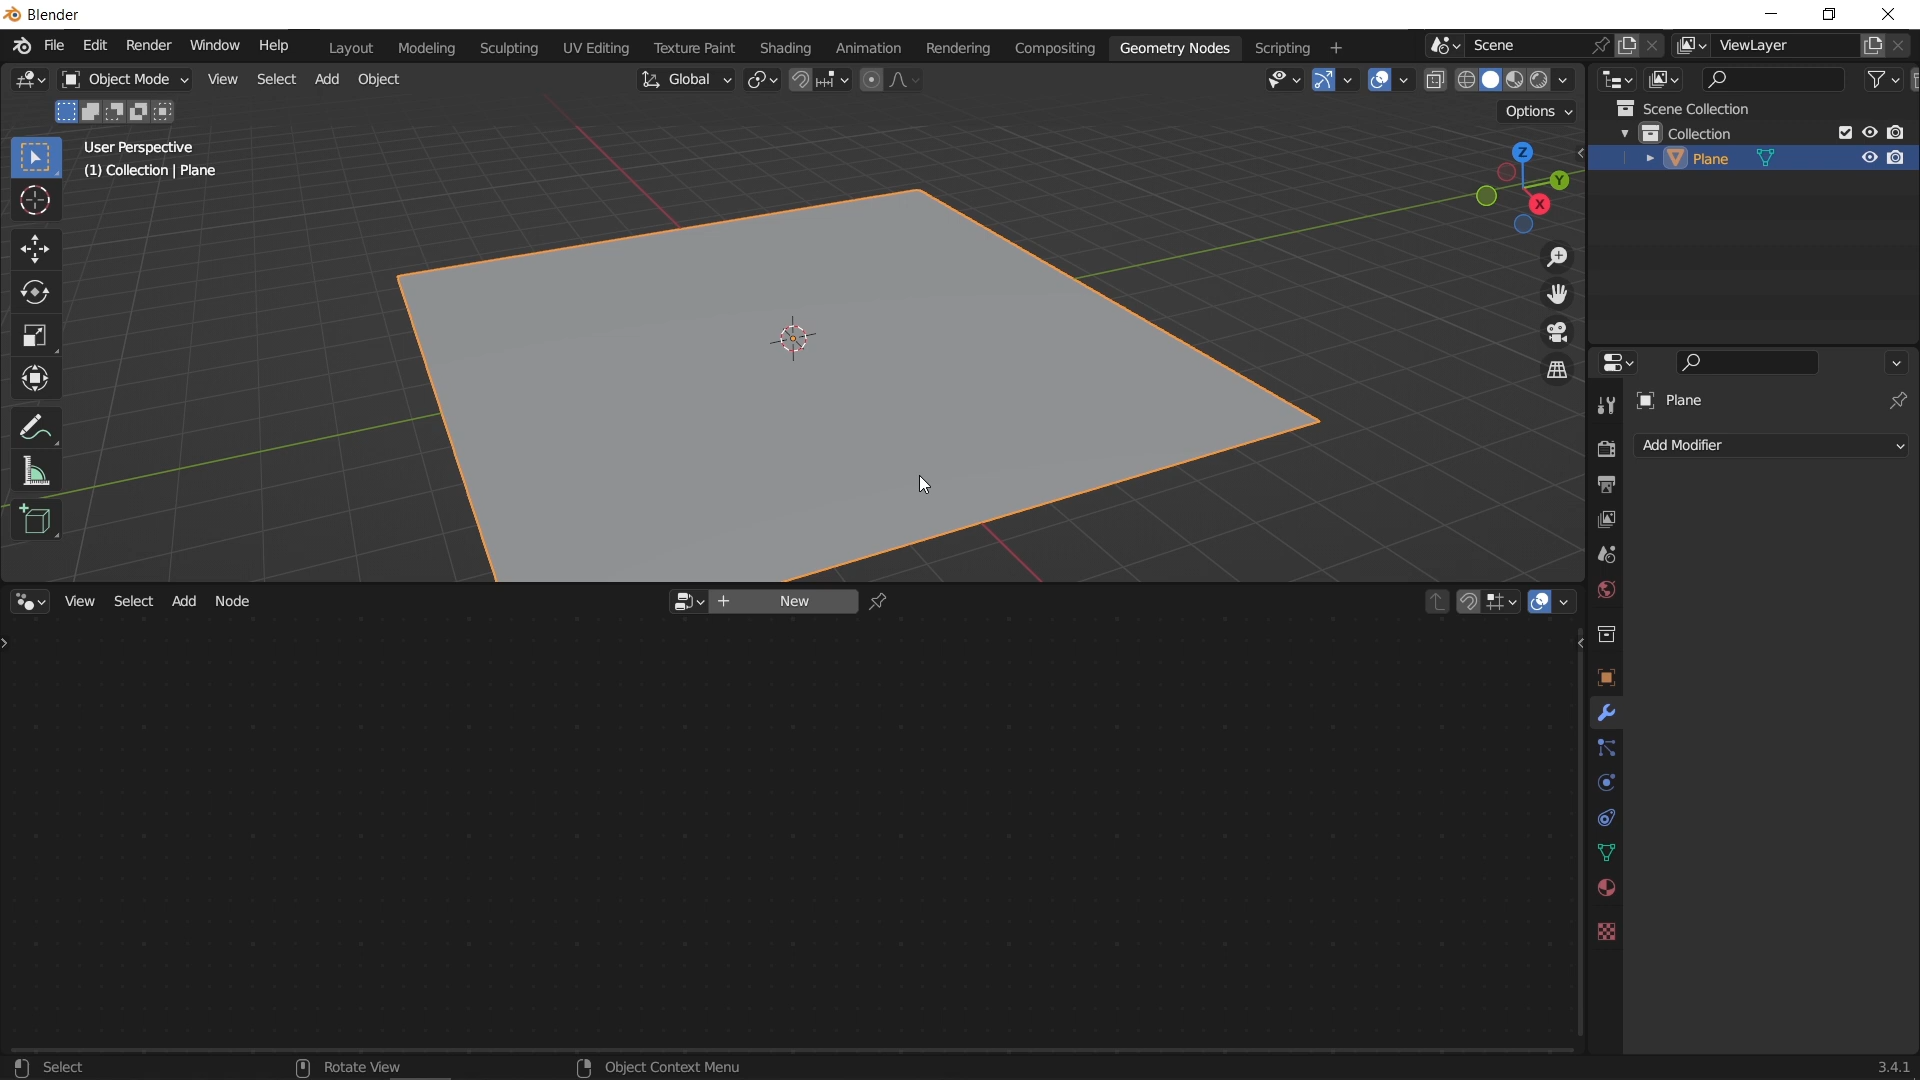 Blender
File Edit Render Window Help Layout Modeling Sculpting UV Editing Texture Paint Shading Animation Rendering Compositing Geometry Nodes Scripting + Scene ViewLayer
Object Mode View Select Add Object Global
Options
User Perspective
(1) Collection | Plane
Z
Y
X
Scene Collection
Collection
Plane
Plane
Add Modifier
View Select Add Node + New
Select Rotate View Object Context Menu 3.4.1